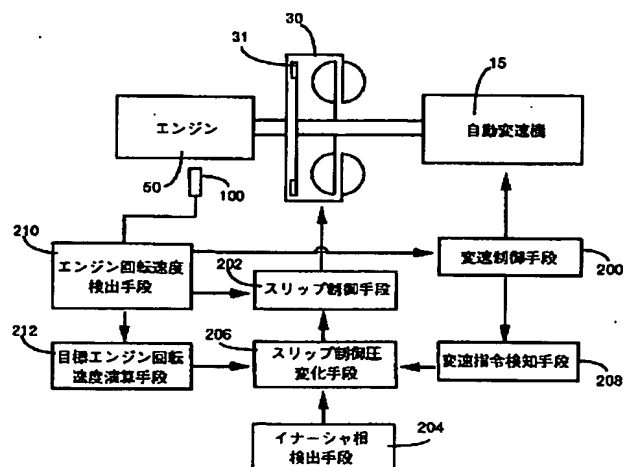 30
31
15
エンジン
自動変速機
50
100
210
エンジン回転速度
検出手段
202
スリップ制御手段
変速制御手段
200
212
目標エンジン回転
速度演算手段
206
スリップ制御圧
変化手段
変速指令検知手段
208
イナーシャ相
検出手段
204